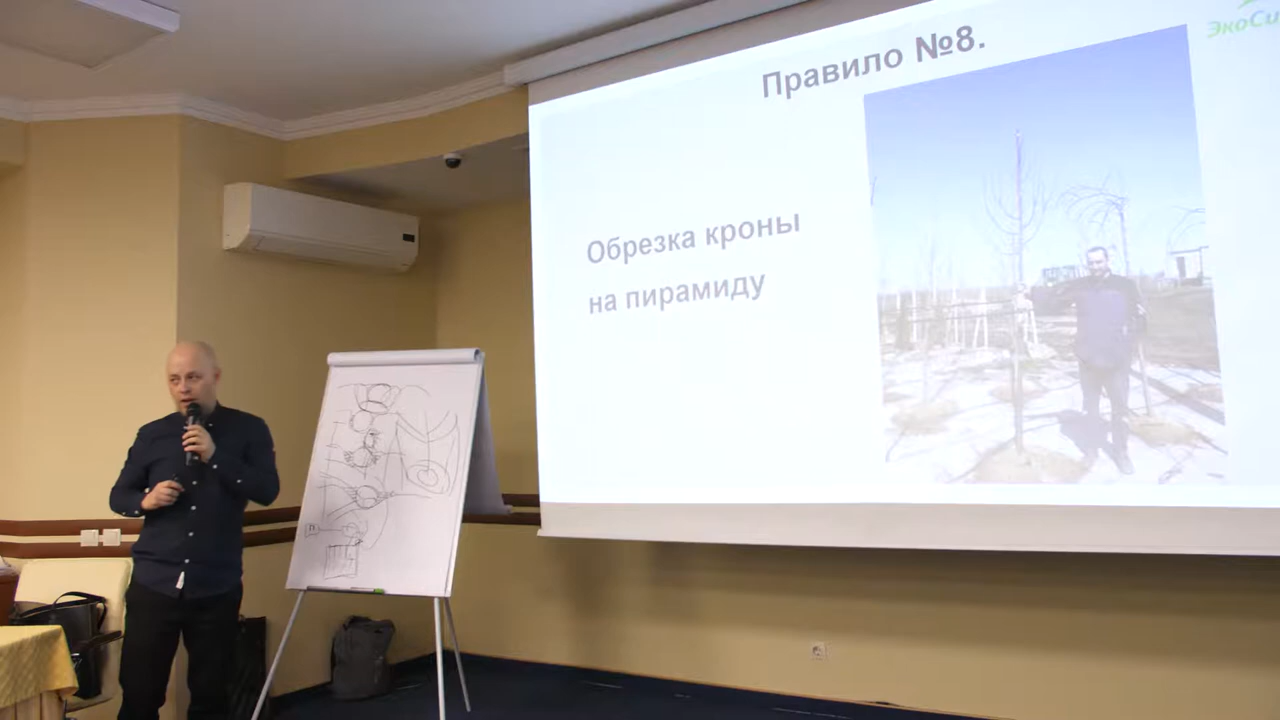 Правило №8.
Обрезка кроны
на пирамиду